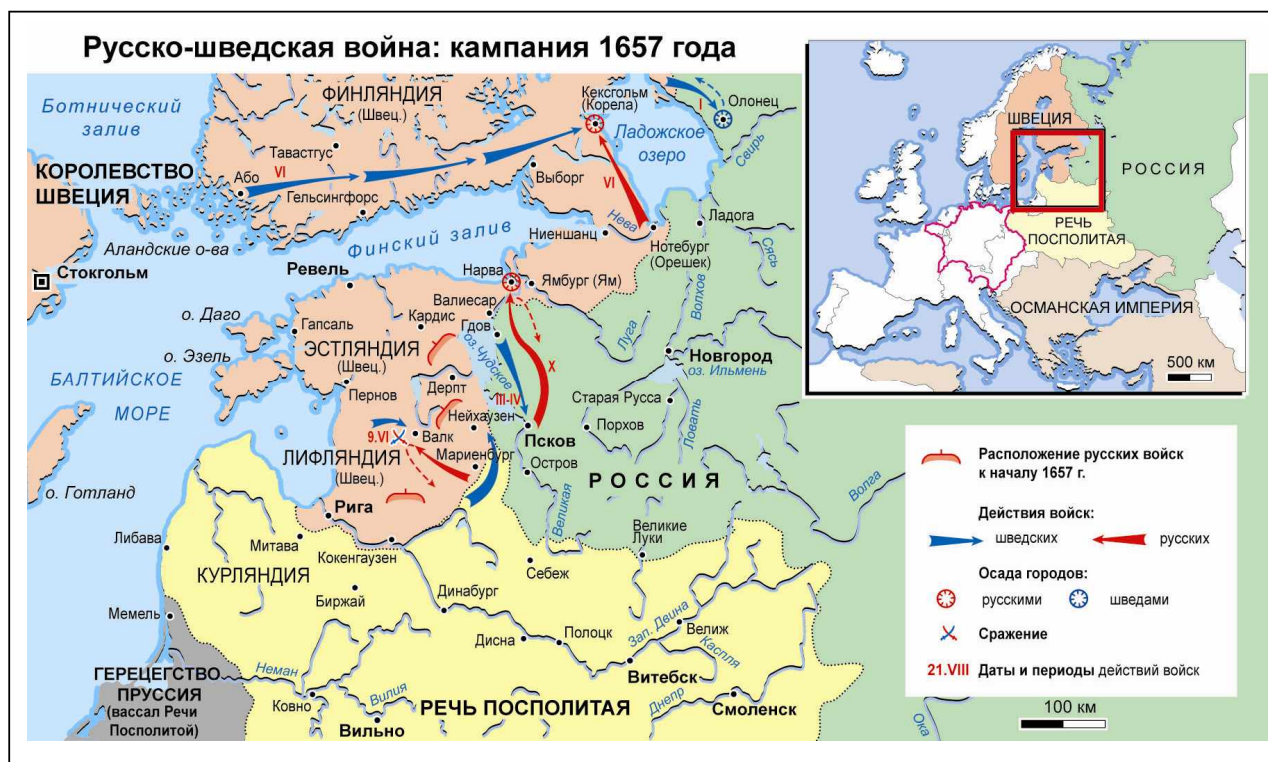 Русско-шведская война: кампания 1657 года
Ботнический
залив
ФИНЛЯНДИЯ
(Швец.)
Кексгольм
(Корела)
I
Олонец
Тавастгус
Ладожское
озеро
Свирь
КОРОЛЕВСТВО
ШВЕЦИЯ
VI
Або
Выборг
VI
Гельсингфорс
Нева
Ладога
Аландские о-ва
Финский залив
Ниеншанц
Нотебург
(Орешек)
Сясь
Стокгольм
Ревель
Нарва
Ямбург (Ям)
Волхов
о. Даго
Валиесар
Гапсаль
Кардис
Гдов
Луга
ЭСТЛЯНДИЯ
(Швец.)
оз. Чудское
X
Новгород
оз. Ильмень
о. Эзель
БАЛТИЙСКОЕ
МОРЕ
Пернов
Дерпт
III-IV
Старая Русса
Нейхаузен
Ловать
9.VI
Валк
Псков
Порхов
ЛИФЛЯНДИЯ
(Швец.)
Мариенбург
Остров
РОССИЯ
Волга
о. Готланд
Рига
Великая
Либава
Митава
Кокенгаузен
Великие
Луки
КУРЛЯНДИЯ
Себеж
Биржай
Динабург
Мемель
Дисна
Полоцк
Зап. Двина
Велиж
Каспля
Витебск
ГЕРЕЦЕГСТВО
ПРУССИЯ
(вассал Речи
Посполитой)
Неман
Ковно
Вилия
Вильно
РЕЧЬ ПОСПОЛИТАЯ
Днепр
Смоленск
Ока
ШВЕЦИЯ
РОССИЯ
РЕЧЬ
ПОСПОЛИТАЯ
ОСМАНСКАЯ ИМПЕРИЯ
500 км
Расположение русских войск
к началу 1657 г.
Действия войск:
шведских
русских
Осада городов:
русскими
шведами
Сражение
21.VIII Даты и периоды действий войск
100 км